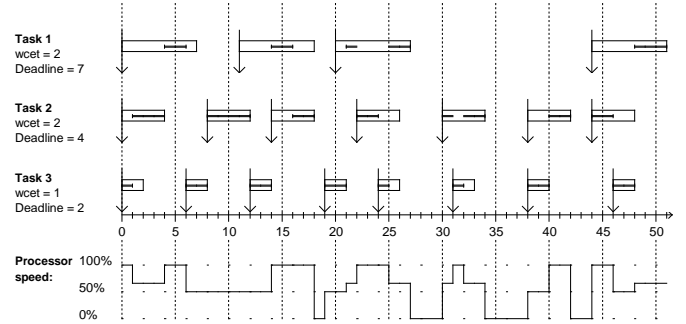 Task 1
wcet = 2
Deadline = 7
Task 2
wcet = 2
Deadline = 4
Task 3
wcet = 1
Deadline = 2
0 5 10 15 20 25 30 35 40 45 50
Processor speed:
100%
50%
0%